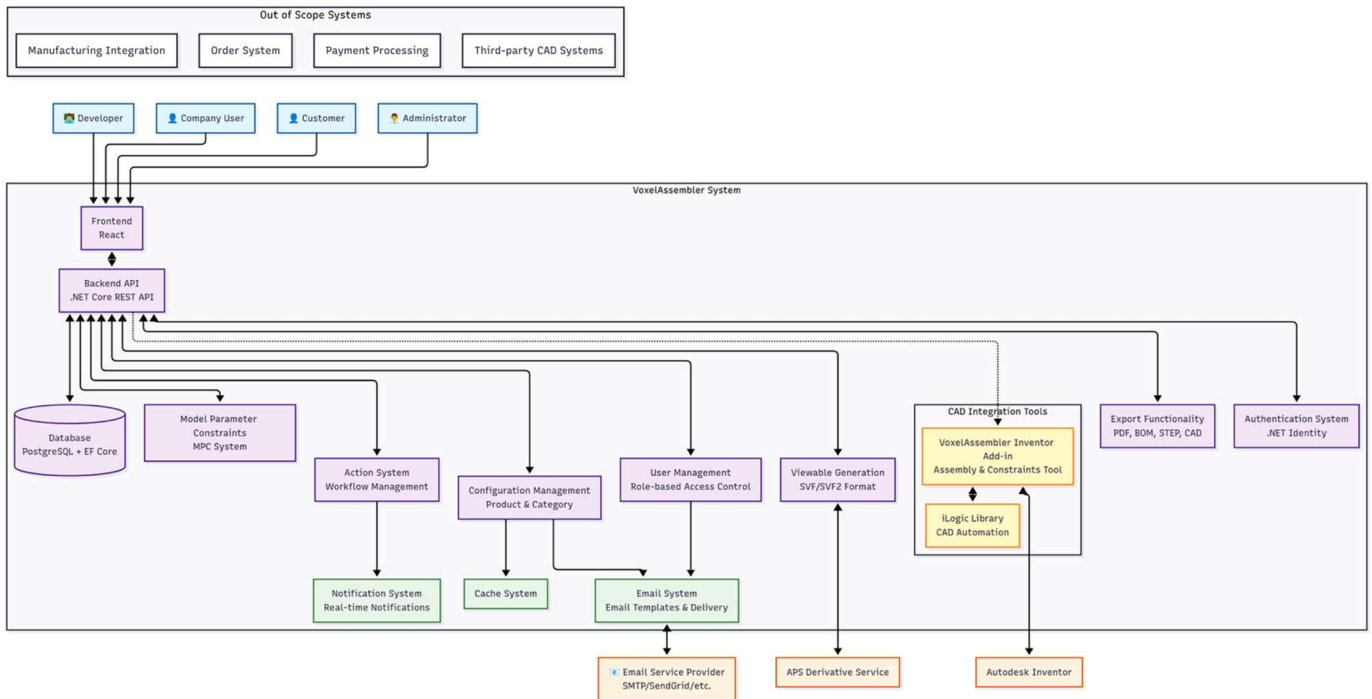 Out of Scope Systems
Manufacturing Integration
Order System
Payment Processing
Third-party CAD Systems
Developer
Company User
Customer
Administrator
VoxelAssembler System
Frontend
React
Backend API
.NET Core REST API
Database
PostgreSQL + EF Core
Model Parameter
Constraints
MPC System
Action System
Workflow Management
Configuration Management
Product & Category
User Management
Role-based Access Control
Viewable Generation
SVF/SVF2 Format
CAD Integration Tools
VoxelAssembler Inventor
Add-in
Assembly & Constraints Tool
iLogic Library
CAD Automation
Export Functionality
PDF, BOM, STEP, CAD
Authentication System
.NET Identity
Notification System
Real-time Notifications
Cache System
Email System
Email Templates & Delivery
Email Service Provider
SMTP/SendGrid/etc.
APS Derivative Service
Autodesk Inventor